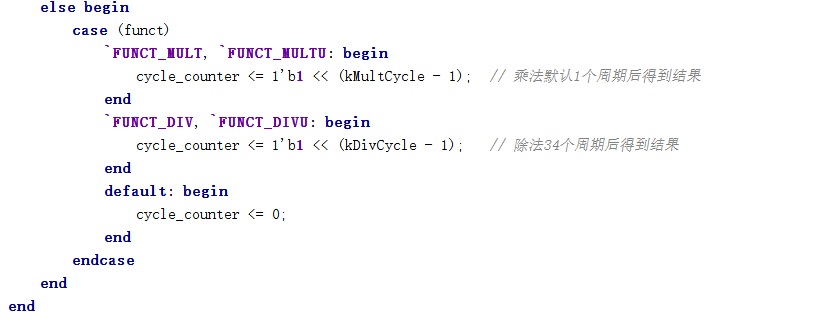 else begin
case (funct)
`FUNCT_MULT, `FUNCT_MULTU: begin
cycle_counter <= 1'b1 << (kMultCycle - 1);  // 乘法默认1个周期后得到结果
end
`FUNCT_DIV, `FUNCT_DIVU: begin
cycle_counter <= 1'b1 << (kDivCycle - 1);  // 除法34个周期后得到结果
end
default: begin
cycle_counter <= 0;
end
endcase
end
end